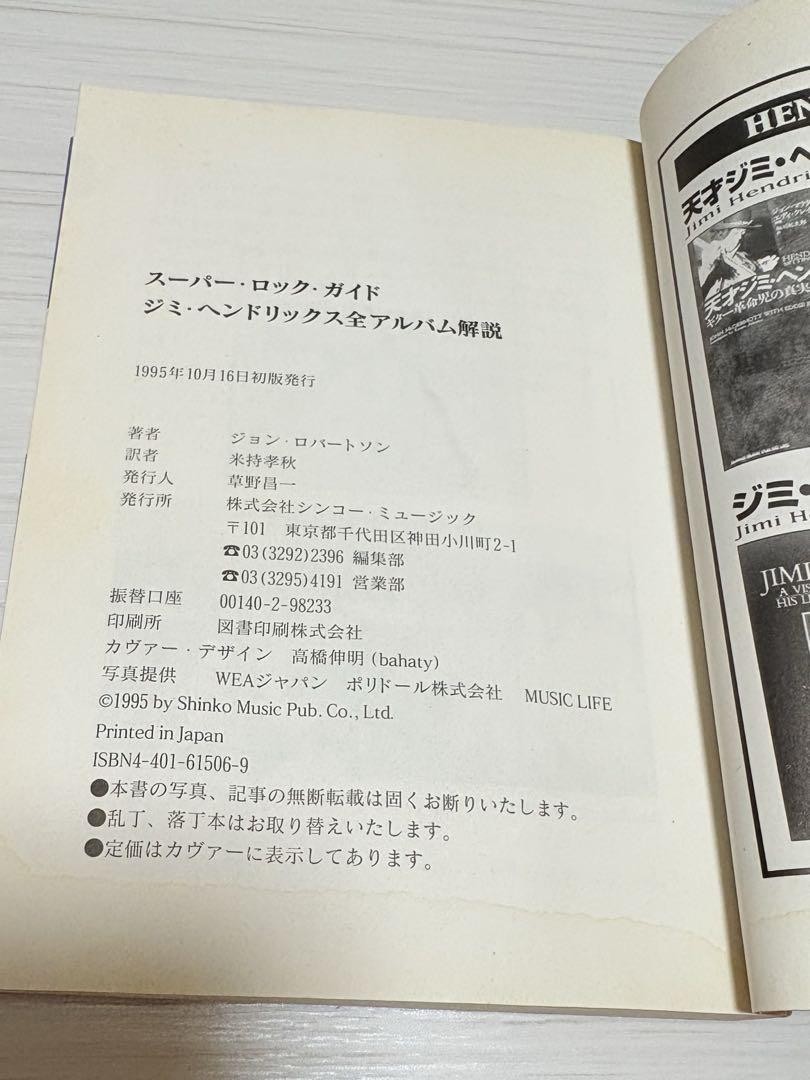 スーパー・ロック・ガイド
ジミ・ヘンドリックス全アルバム解説
1995年10月16日初版発行
著者 ジョン・ロバートソン
訳者 米持孝秋
発行人 草野昌一
発行所 株式会社シンコー・ミュージック
〒101 東京都千代田区神田小川町2-1
☎03(3292)2396 編集部
☎03(3295)4191 営業部
振替口座 00140-2-98233
印刷所 図書印刷株式会社
カヴァー・デザイン 高橋伸明(bahaty)
写真提供 WEAジャパン ポリドール株式会社 MUSIC LIFE
©1995 by Shinko Music Pub. Co., Ltd.
Printed in Japan
ISBN4-401-61506-9
●本書の写真、記事の無断転載は固くお断りいたします。
●乱丁、落丁本はお取り替えいたします。
●定価はカヴァーに表示してあります。
HEN
天才ジミ・ヘ
Jimi Hendri
天才ジミ・ヘン
ギター革命児の真実
ジミ・
Jimi H
JIMI
A VIS
HIS L